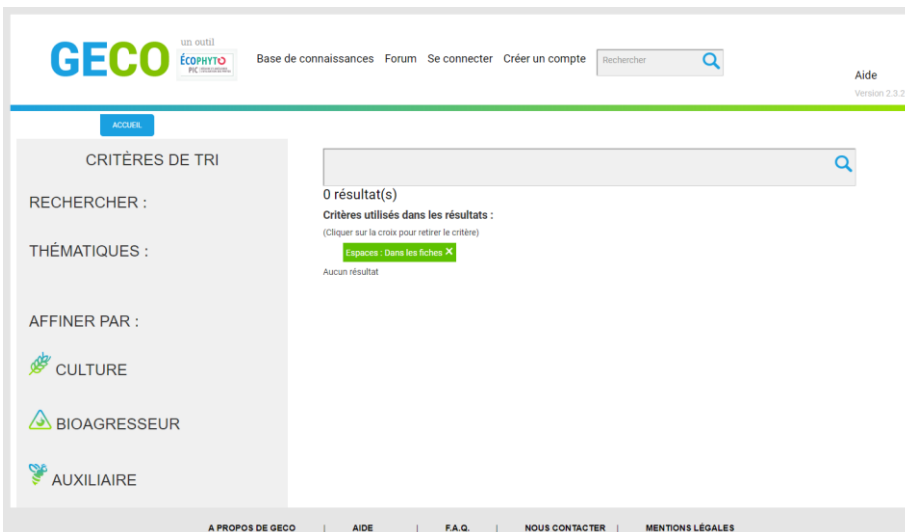 GECO
un outil
ÉCOPHYTO
PIC
Base de connaissances Forum Se connecter Créer un compte
Rechercher
Aide
Version 2.3.2
ACCUEIL
CRITÈRES DE TRI
RECHERCHER :
THÉMATIQUES :
AFFINER PAR :
CULTURE
BIOAGRESSEUR
AUXILIAIRE
0 résultat(s)
Critères utilisés dans les résultats :
(Cliquer sur la croix pour retirer le critère)
Espaces : Dans les fiches ✕
Aucun résultat
A PROPOS DE GECO | AIDE | F.A.Q. | NOUS CONTACTER | MENTIONS LÉGALES